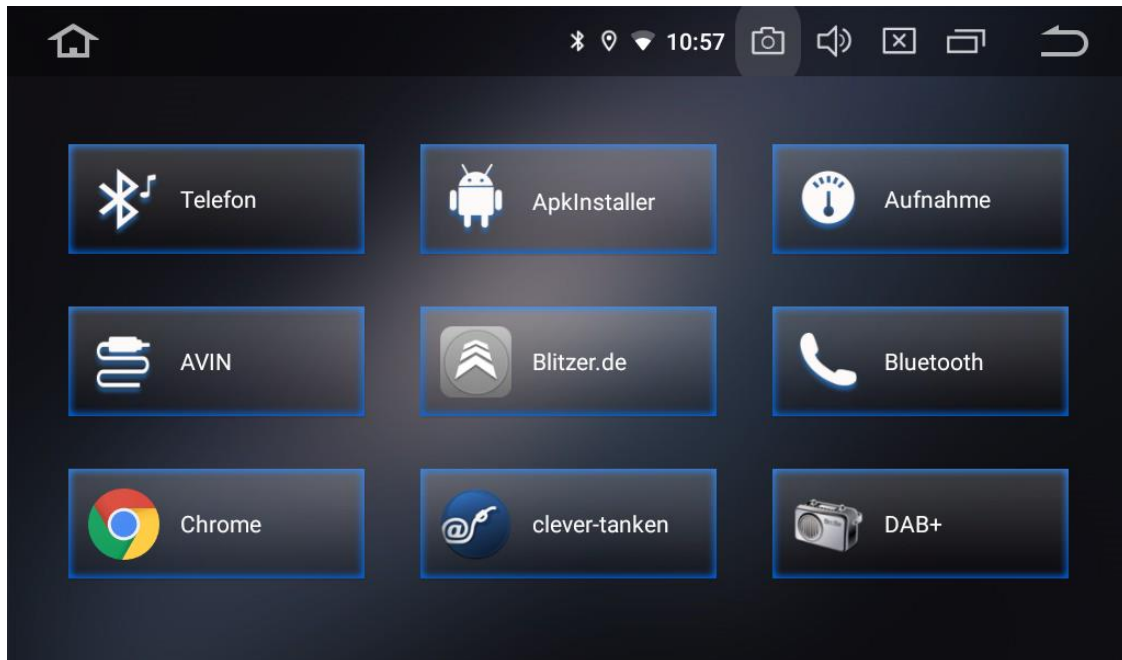 10:57
Telefon
ApkInstaller
Aufnahme
AVIN
Blitzer.de
Bluetooth
Chrome
clever-tanken
DAB+